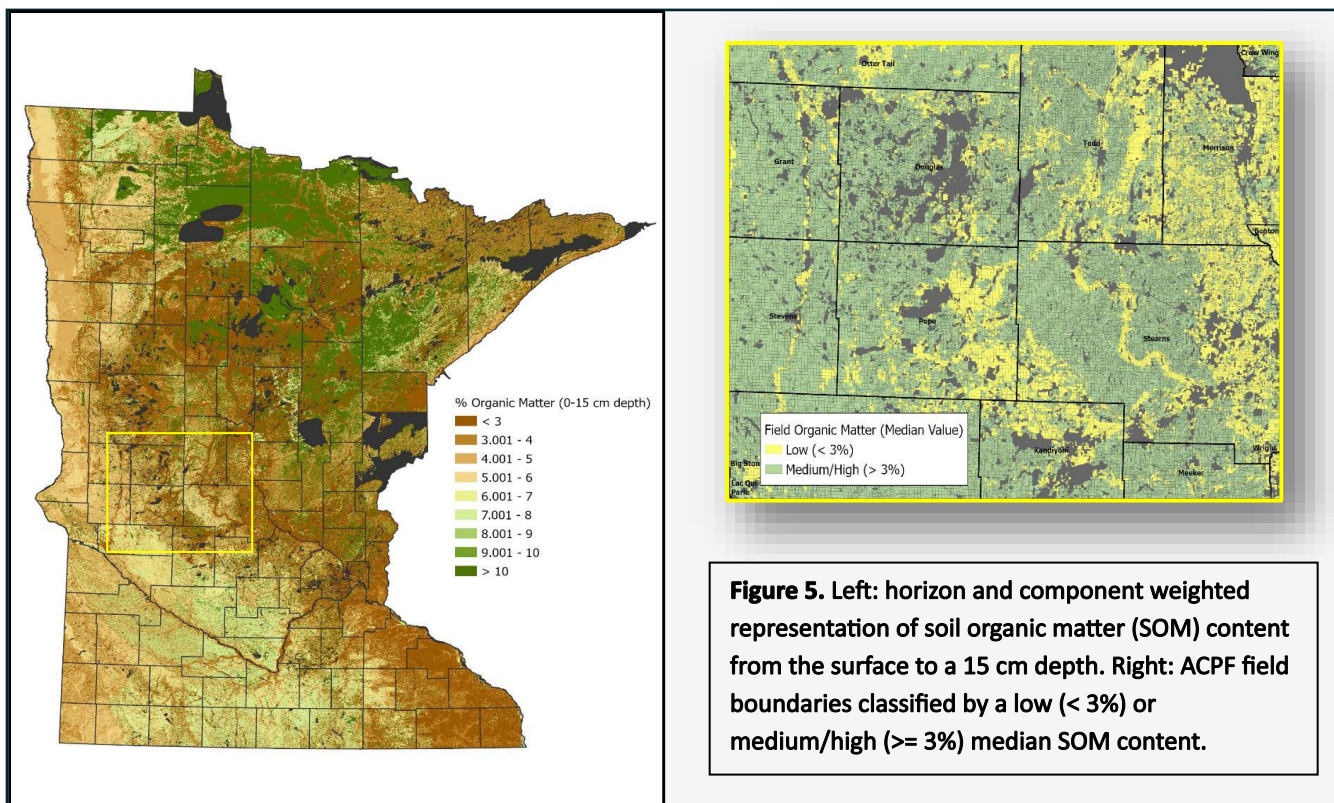 % Organic Matter (0-15 cm depth)
< 3
3.001 - 4
4.001 - 5
5.001 - 6
6.001 - 7
7.001 - 8
8.001 - 9
9.001 - 10
> 10
Crow Wing
Otter Tail
Todd
Morrison
Grant
Douglas
Benton
Stevens
Pope
Stearns
Field Organic Matter (Median Value)
Low (< 3%)
Medium/High (> 3%)
Big Ston
Lac Qui
Parle
Kandiyohi
Meeker
Wright
Figure 5. Left: horizon and component weighted
representation of soil organic matter (SOM) content
from the surface to a 15 cm depth. Right: ACPF field
boundaries classified by a low (< 3%) or
medium/high (>= 3%) median SOM content.